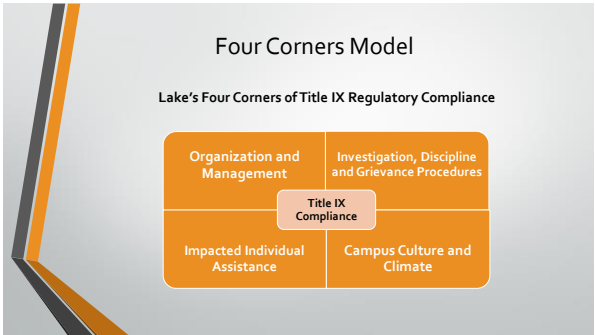 Four Corners Model
Lake's Four Corners of Title IX Regulatory Compliance
Organization and
Management
Investigation, Discipline
and Grievance Procedures
Title IX
Compliance
Impacted Individual
Assistance
Campus Culture and
Climate